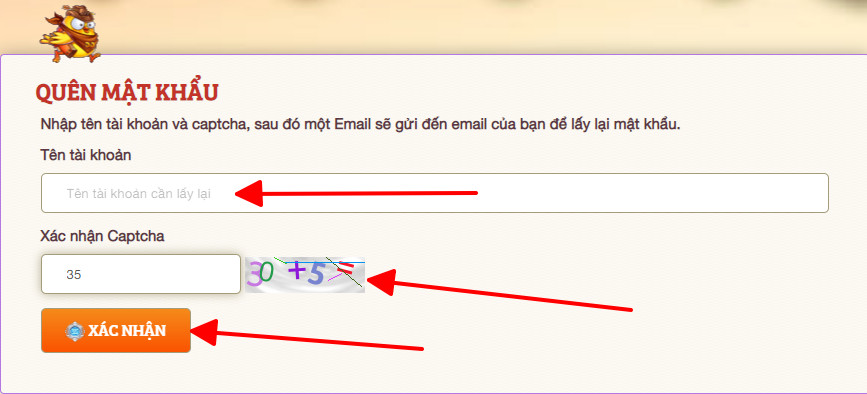 QUÊN MẬT KHẨU
Nhập tên tài khoản và captcha, sau đó một Email sẽ gửi đến email của bạn để lấy lại mật khẩu.
Tên tài khoản
Tên tài khoản cần lấy lại
Xác nhận Captcha
35
30 +5 =
XÁC NHẬN